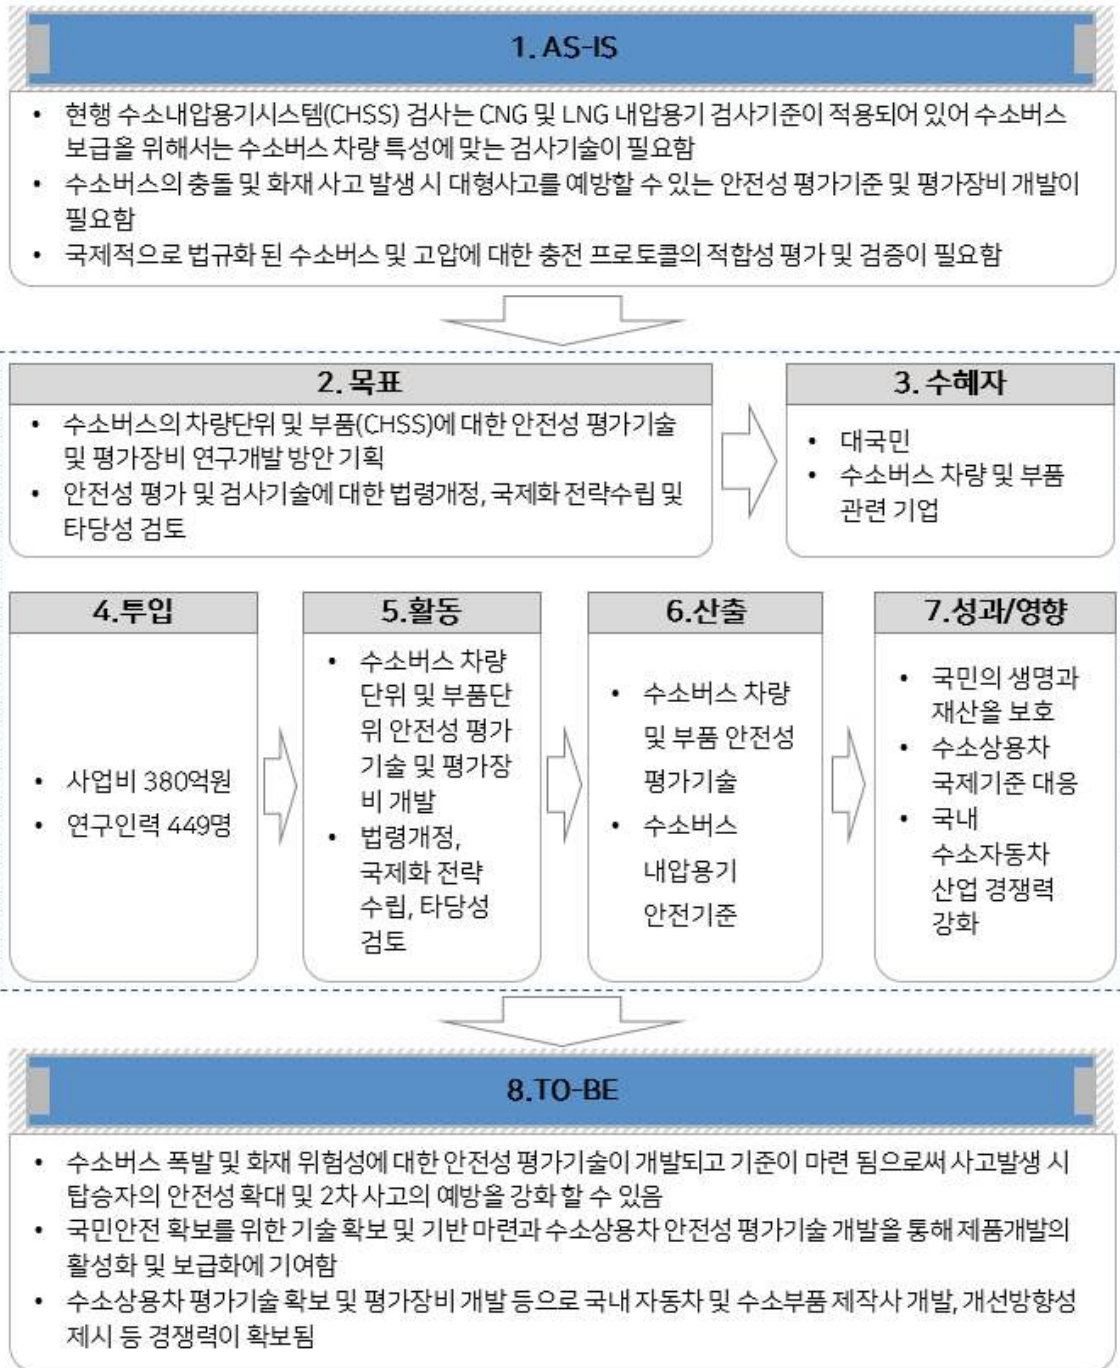 1. AS-IS
• 현행 수소내압용기시스템(CHSS) 검사는 CNG 및 LNG 내압용기 검사기준이 적용되어 있어 수소버스
보급을 위해서는 수소버스 차량 특성에 맞는 검사기술이 필요함
• 수소버스의 충돌 및 화재 사고 발생 시 대형사고를 예방할 수 있는 안전성 평가기준 및 평가장비 개발이
필요함
• 국제적으로 법규화 된 수소버스 및 고압에 대한 충전 프로토콜의 적합성 평가 및 검증이 필요함
2. 목표
• 수소버스의 차량단위 및 부품(CHSS)에 대한 안전성 평가기술
및 평가장비 연구개발 방안 기획
• 안전성 평가 및 검사기술에 대한 법령개정, 국제화 전략수립 및
타당성 검토
3. 수혜자
• 대국민
• 수소버스 차량 및 부품
관련 기업
4.투입
• 사업비 380억원
• 연구인력 449명
5.활동
• 수소버스 차량
단위 및 부품단
위 안전성 평가
기술 및 평가장
비 개발
• 법령개정,
국제화 전략
수립, 타당성
검토
6.산출
• 수소버스 차량
및 부품 안전성
평가기술
• 수소버스
내압용기
안전기준
7.성과/영향
• 국민의 생명과
재산을 보호
• 수소상용차
국제기준 대응
• 국내
수소자동차
산업 경쟁력
강화
8.TO-BE
• 수소버스 폭발 및 화재 위험성에 대한 안전성 평가기술이 개발되고 기준이 마련 됨으로써 사고발생 시
탑승자의 안전성 확대 및 2차 사고의 예방을 강화 할 수 있음
• 국민안전 확보를 위한 기술 확보 및 기반 마련과 수소상용차 안전성 평가기술 개발을 통해 제품개발의
활성화 및 보급화에 기여함
• 수소상용차 평가기술 확보 및 평가장비 개발 등으로 국내 자동차 및 수소부품 제작사 개발, 개선방향성
제시 등 경쟁력이 확보됨